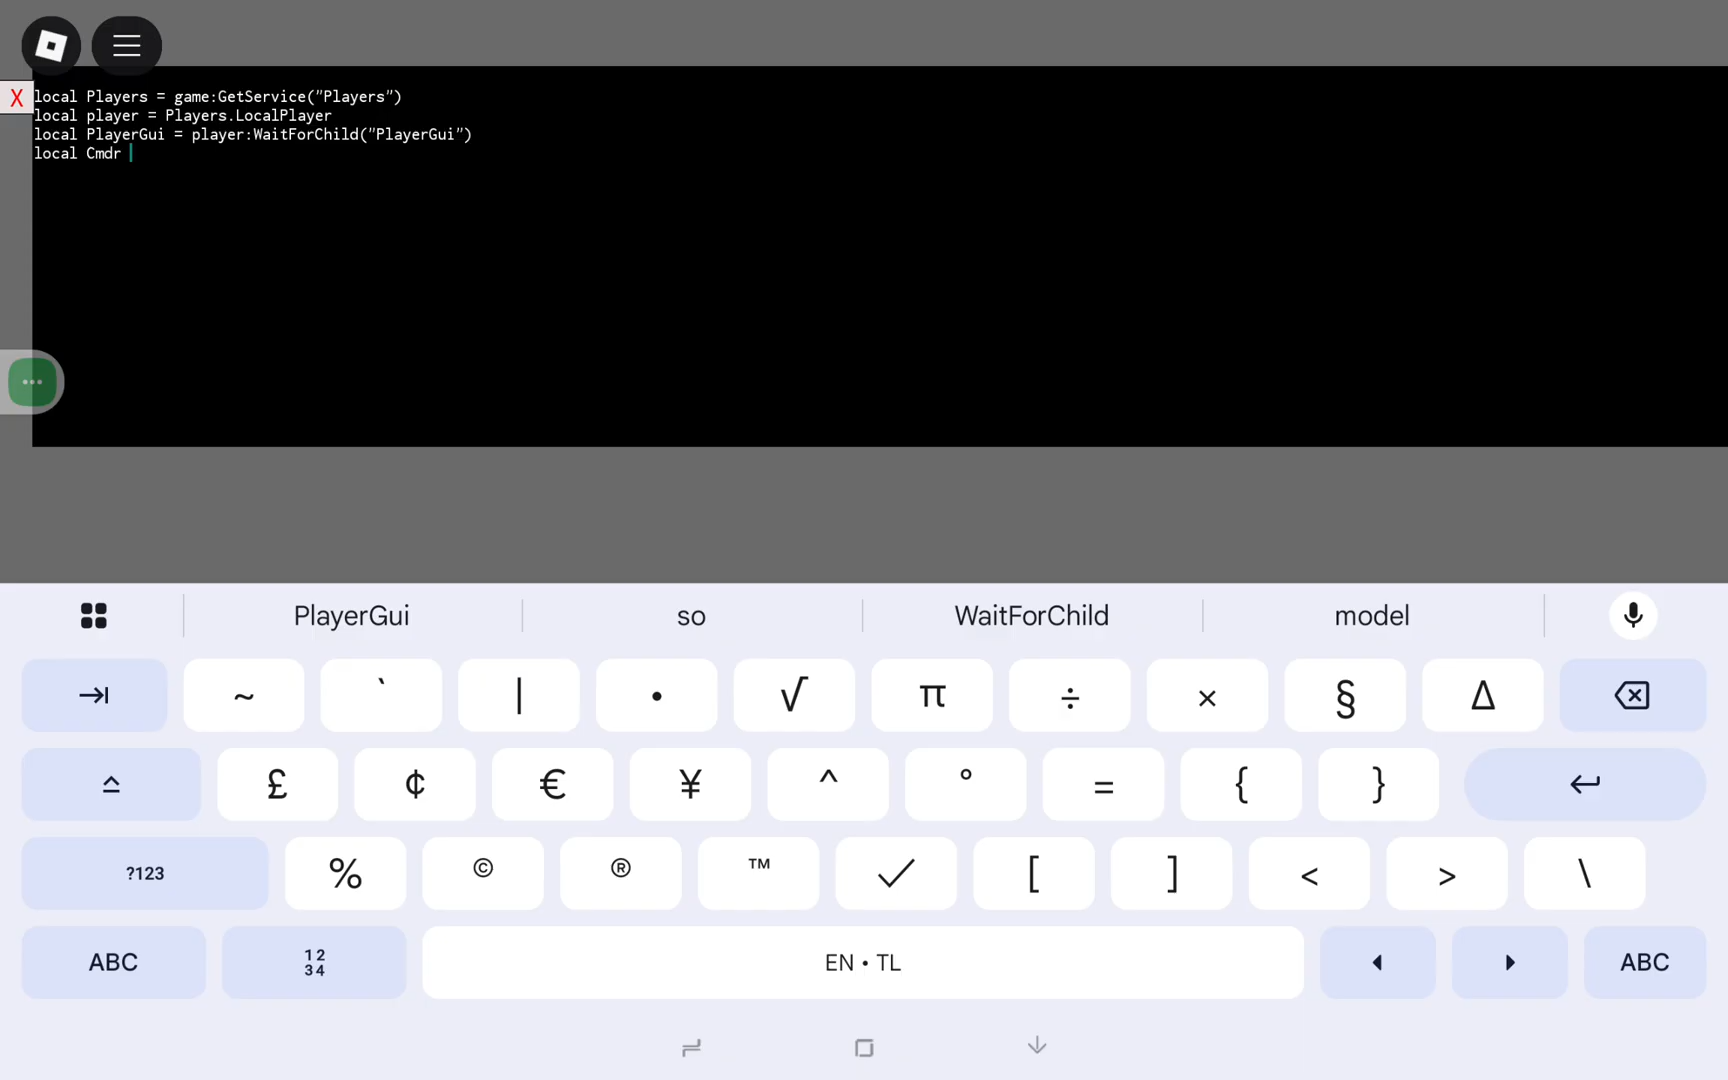 X
local Players = game:GetService("Players")
local player = Players.LocalPlayer
local PlayerGui = player:WaitForChild("PlayerGui")
local Cmdr
PlayerGui so WaitForChild model
~ ` | • √ π ÷ × § Δ
£ ¢ € ¥ ^ ° = { }
?123 % © ® ™ ✓ [ ] < > \
ABC 12 34 EN • TL ABC